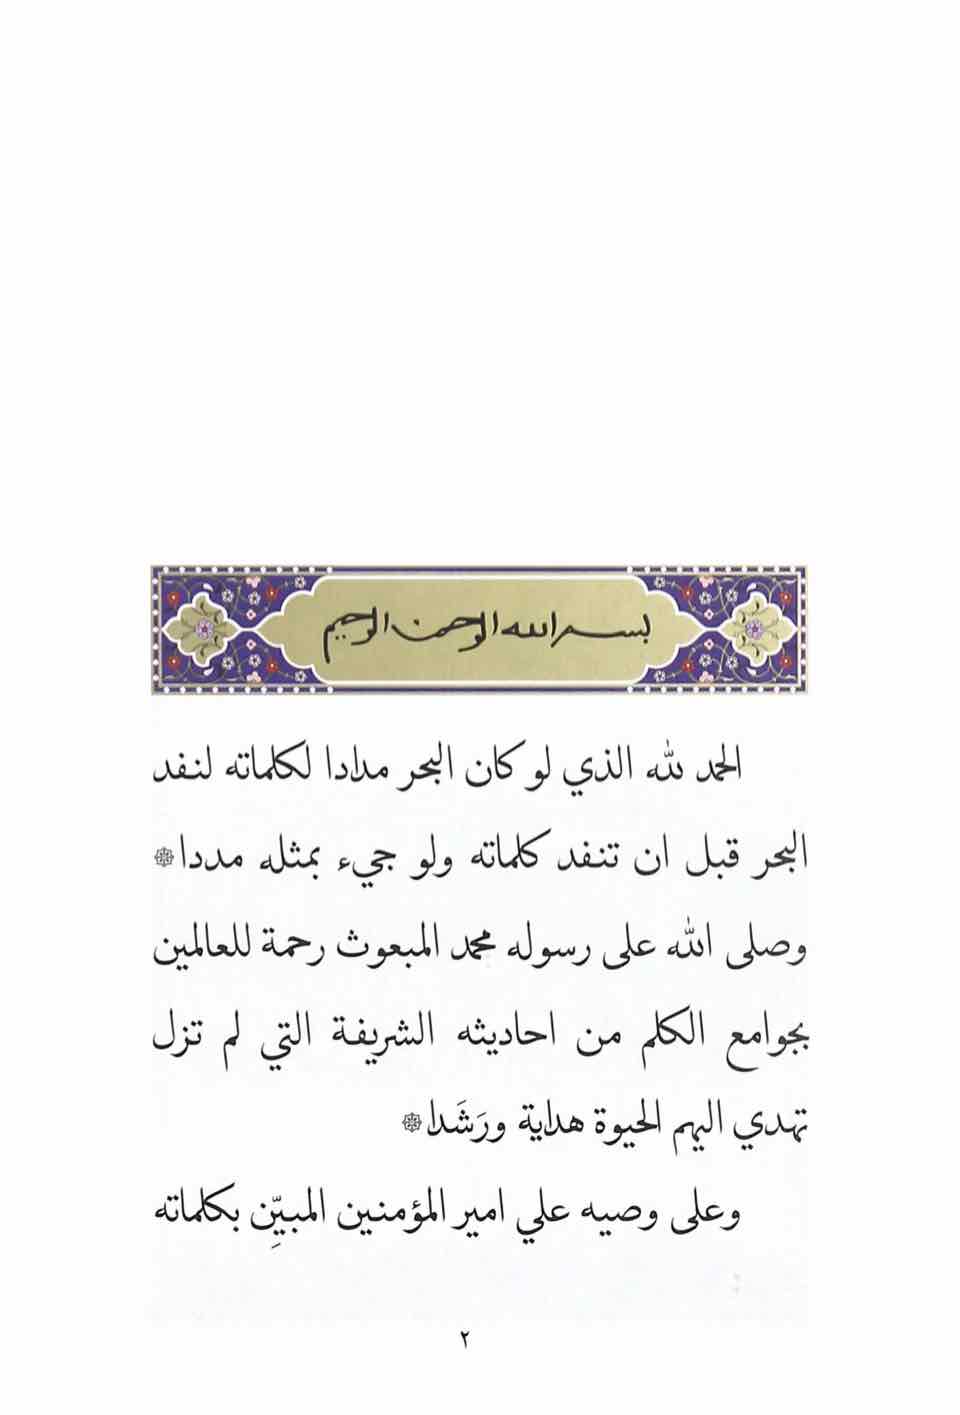 بسم الله الرحمن الرحيم
الحمد لله الذي لو كان البحر مدادا لكلماته لنفد
البحر قبل ان تنفد كلماته ولو جيء بمثله مددا ۞
وصلى الله على رسوله محمد المبعوث رحمة للعالمين
بجوامع الكلم من احاديثه الشريفة التي لم تزل
تهدي اليهم الحيوة هداية ورَشَدا ۞
وعلى وصيه علي امير المؤمنين المبيِّن بكلماته
٢